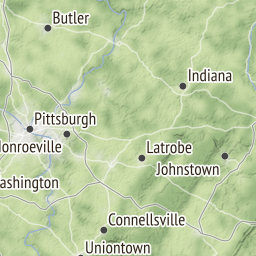 Butler
Indiana
Pittsburgh
onroeville
Latrobe
Johnstown
ashington
Connellsville
Uniontown